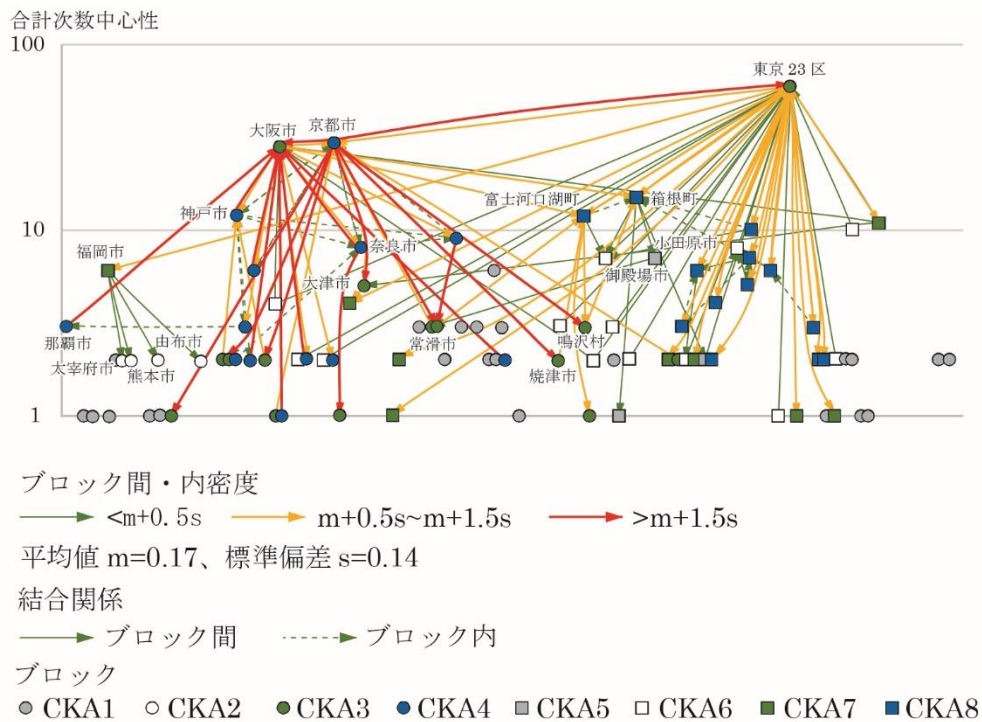 合計次数中心性
100
東京 23 区
大阪市
京都市
神戸市
富士河口湖町
箱根町
10
奈良市
小田原市
福岡市
大津市
御殿場市
那覇市
由布市
常滑市
鳴沢村
太宰府市
熊本市
焼津市
1
ブロック間・内密度
<m+0.5s
m+0.5s~m+1.5s
>m+1.5s
平均値 m=0.17、標準偏差 s=0.14
結合関係
ブロック間
ブロック内
ブロック
CKA1 CKA2 CKA3 CKA4 CKA5 CKA6 CKA7 CKA8